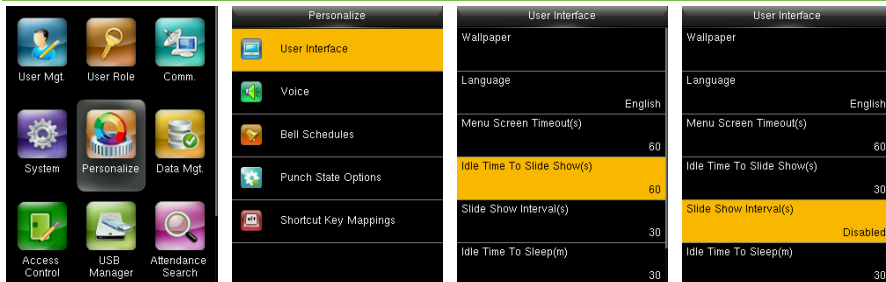 User Mgt.
User Role
Comm.
System
Personalize
Data Mgt.
Access
Control
USB
Manager
Attendance
Search
Personalize
User Interface
Voice
Bell Schedules
Punch State Options
Shortcut Key Mappings
User Interface
Wallpaper
Language
English
Menu Screen Timeout(s)
60
Idle Time To Slide Show(s)
60
Slide Show Interval(s)
30
Idle Time To Sleep(m)
30
User Interface
Wallpaper
Language
English
Menu Screen Timeout(s)
60
Idle Time To Slide Show(s)
30
Slide Show Interval(s)
Disabled
Idle Time To Sleep(m)
30